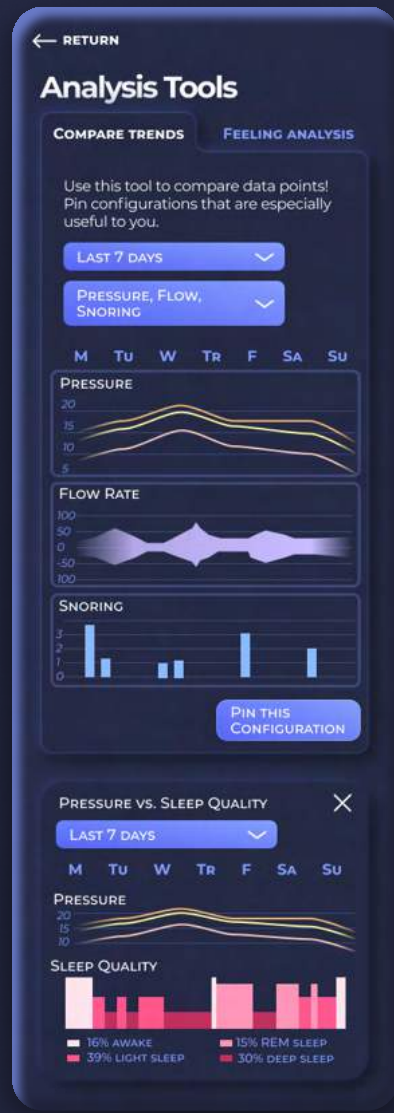 ← RETURN
Analysis Tools
COMPARE TRENDS
FEELING ANALYSIS
Use this tool to compare data points!
Pin configurations that are especially
useful to you.
LAST 7 DAYS
PRESSURE, FLOW,
SNORING
M TU W TR F SA SU
PRESSURE
20
15
10
5
FLOW RATE
100
50
0
-50
100
SNORING
3
2
1
0
PIN THIS
CONFIGURATION
PRESSURE VS. SLEEP QUALITY
LAST 7 DAYS
M TU W TR F SA SU
PRESSURE
20
15
10
SLEEP QUALITY
16% AWAKE
15% REM SLEEP
39% LIGHT SLEEP
30% DEEP SLEEP